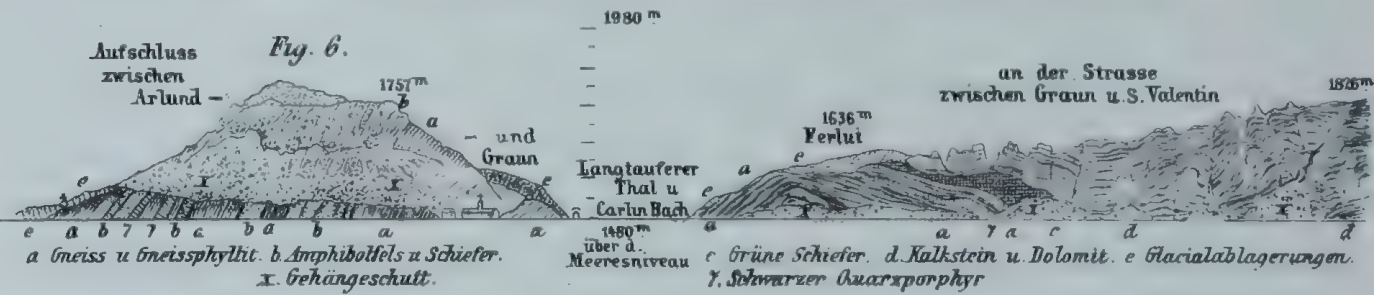 Fig. 6.
Aufschluss
zwischen
Arlund –
1757 m
b
a
– und
Graun
e
e
1980 m
Langtauferer
Thal u
Carlin Bach
1480 m
über d.
Meeresniveau
an der Strasse
zwischen Graun u. S. Valentin
1826 m
1636 m
Ferlui
e
a
e
a
x x
x x x
e a b γ γ b c b a b a a
a a γ a c d d
a Gneiss u Gneissphyllit. b. Amphibolfels u Schiefer.
x. Gehängeschutt.
c Grüne Schiefer. d. Kalkstein u. Dolomit. e Glacialablagerungen.
γ. Schwarzer Quarzporphyr